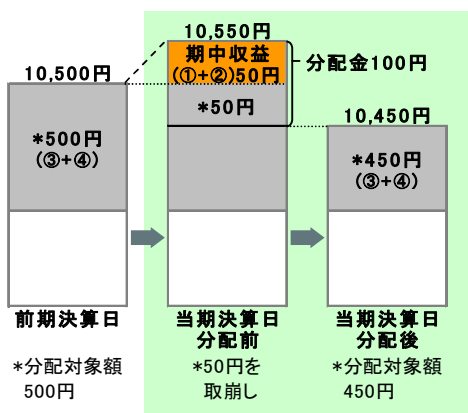 10,550円
期中収益
(①+②)50円
分配金100円
10,500円
*50円
10,450円
*500円
(③+④)
*450円
(③+④)
前期決算日
当期決算日
分配前
当期決算日
分配後
*分配対象額
500円
*50円を
取崩し
*分配対象額
450円